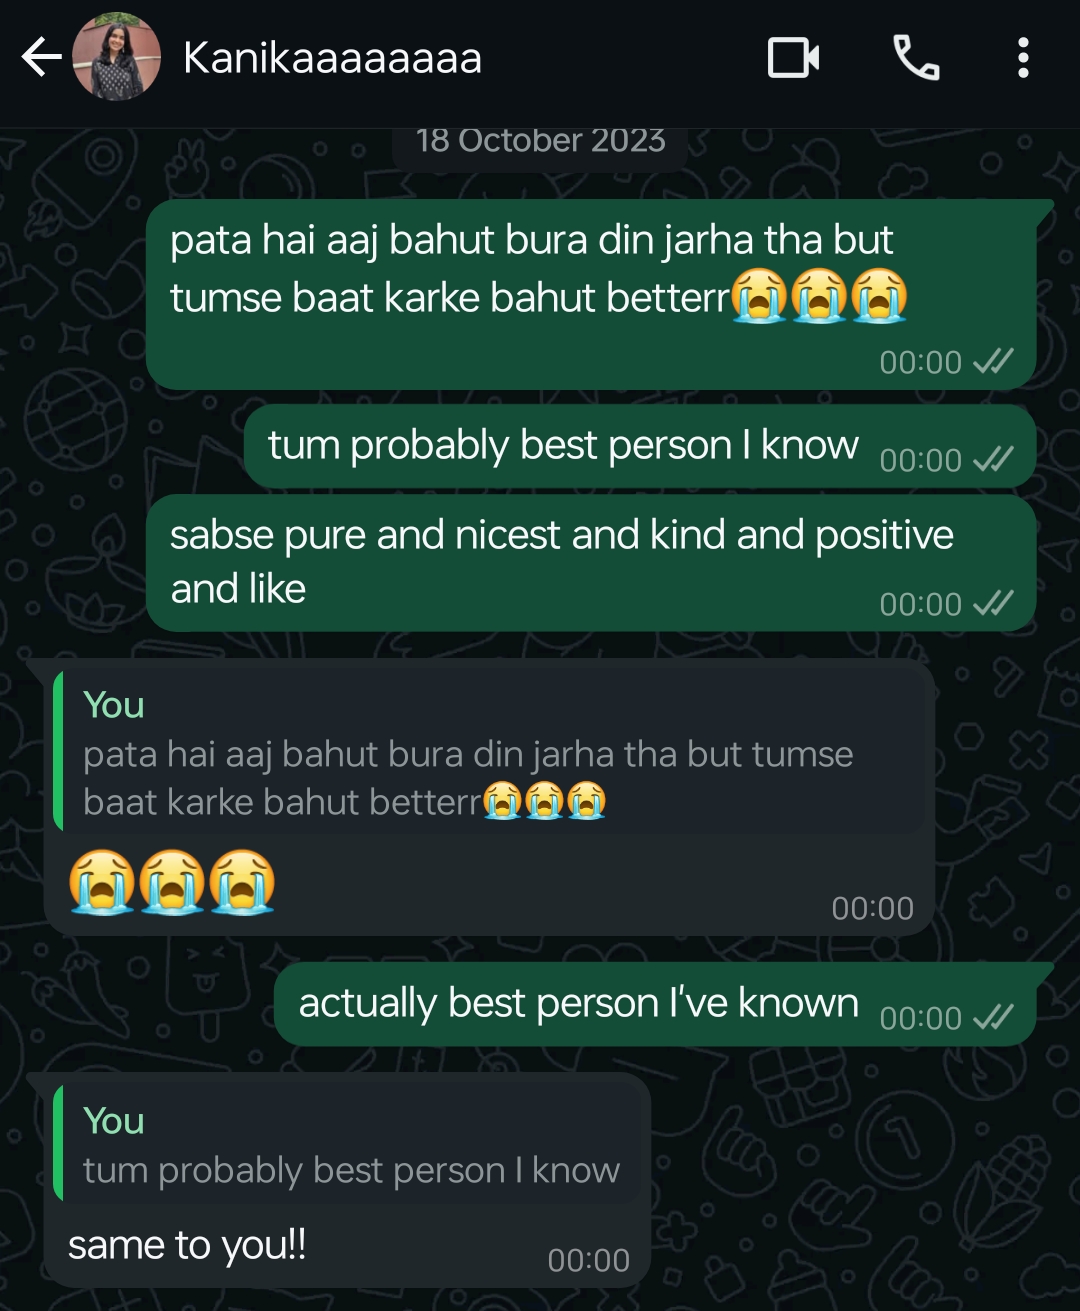 Kanikaaaaaaaa
18 October 2023
pata hai aaj bahut bura din jarha tha but
tumse baat karke bahut betterr😭😭😭
00:00
tum probably best person I know 00:00
sabse pure and nicest and kind and positive
and like
00:00
You
pata hai aaj bahut bura din jarha tha but tumse
baat karke bahut betterr😭😭😭
😭😭😭
00:00
actually best person I've known 00:00
You
tum probably best person I know
same to you!! 00:00